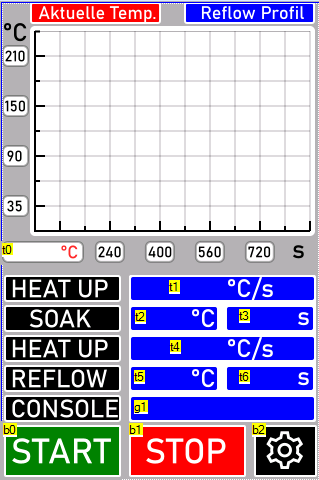 Aktuelle Temp. Reflow Profil
°C
210
150
90
35
t0 °C 240 400 560 720 s
HEAT UP t1 °C/s
SOAK t2 °C t3 s
HEAT UP t4 °C/s
REFLOW t5 °C t6 s
CONSOLE g1
b0 START b1 STOP b2